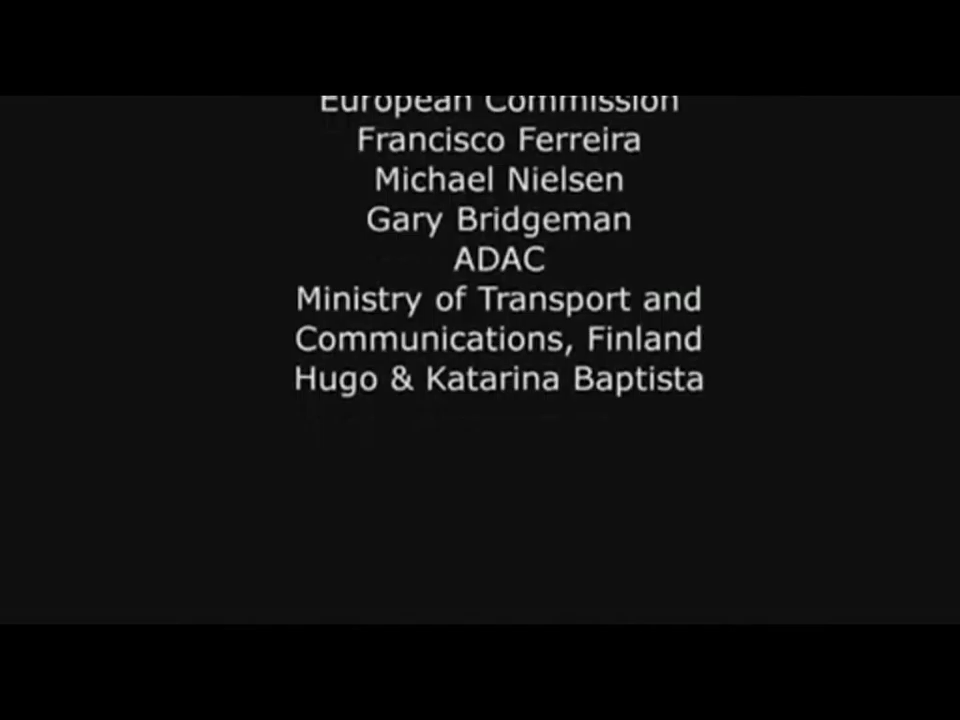 European Commission
Francisco Ferreira
Michael Nielsen
Gary Bridgeman
ADAC
Ministry of Transport and
Communications, Finland
Hugo & Katarina Baptista